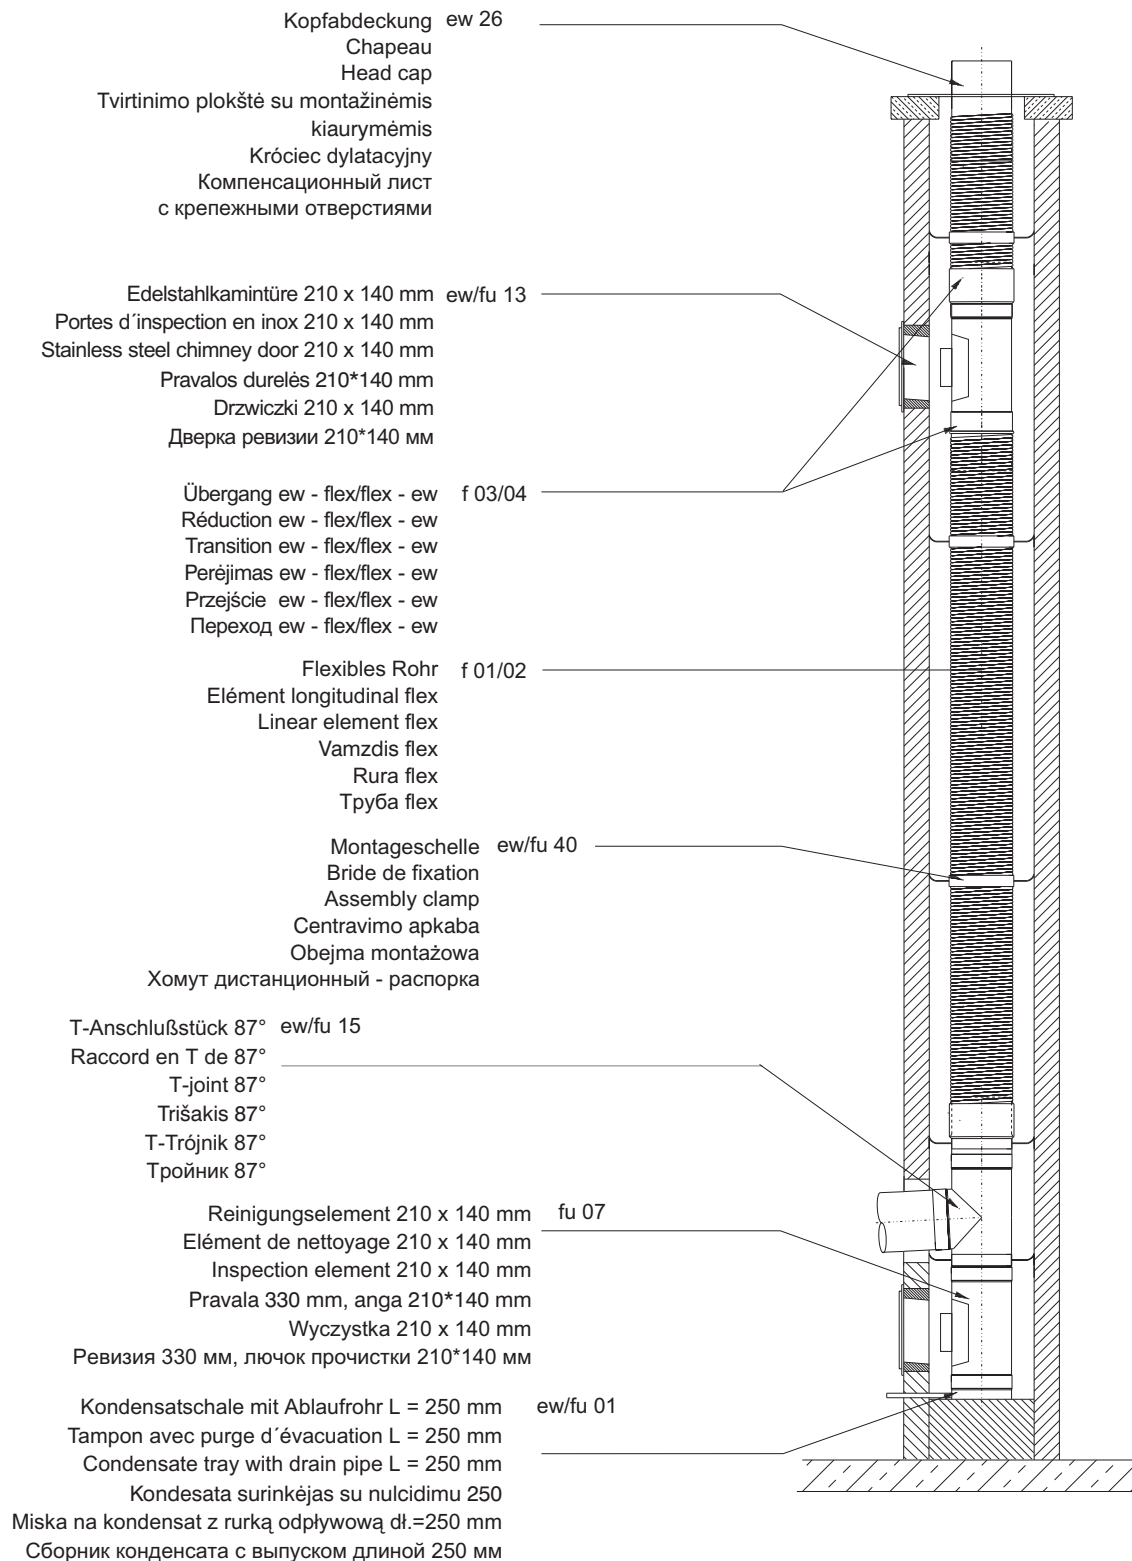 Kopfabdeckung ew 26
Chapeau
Head cap
Tvirtinimo plokštė su montažinėmis
kiaurymėmis
Króciec dylatacyjny
Компенсационный лист
с крепежными отверстиями
Edelstahlkamintüre 210 x 140 mm ew/fu 13
Portes d´inspection en inox 210 x 140 mm
Stainless steel chimney door 210 x 140 mm
Pravalos durelės 210*140 mm
Drzwiczki 210 x 140 mm
Дверка ревизии 210*140 мм
Übergang ew - flex/flex - ew f 03/04
Réduction ew - flex/flex - ew
Transition ew - flex/flex - ew
Perėjimas ew - flex/flex - ew
Przejście ew - flex/flex - ew
Переход ew - flex/flex - ew
Flexibles Rohr f 01/02
Elément longitudinal flex
Linear element flex
Vamzdis flex
Rura flex
Труба flex
Montageschelle ew/fu 40
Bride de fixation
Assembly clamp
Centravimo apkaba
Obejma montażowa
Хомут дистанционный - распорка
T-Anschlußstück 87° ew/fu 15
Raccord en T de 87°
T-joint 87°
Trišakis 87°
T-Trójnik 87°
Тройник 87°
Reinigungselement 210 x 140 mm fu 07
Elément de nettoyage 210 x 140 mm
Inspection element 210 x 140 mm
Pravala 330 mm, anga 210*140 mm
Wyczystka 210 x 140 mm
Ревизия 330 мм, лючок прочистки 210*140 мм
Kondensatschale mit Ablaufrohr L = 250 mm ew/fu 01
Tampon avec purge d´évacuation L = 250 mm
Condensate tray with drain pipe L = 250 mm
Kondesata surinkėjas su nulcidimu 250
Miska na kondensat z rurką odpływową dł.=250 mm
Сборник конденсата с выпуском длиной 250 мм